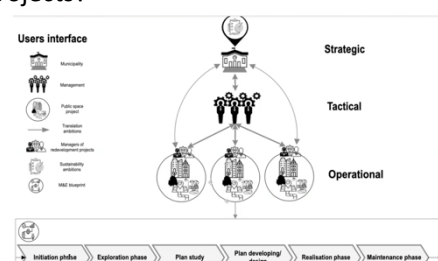 rojects?
Users interface
Municipality
Management
Public space
project
Translation
ambitions
Managers of
redevelopment projects
Sustainability
ambitions
M&E blueprint
Strategic
Tactical
Operational
Initiation phase
Exploration phase
Plan study
Plan developing/
design
Realisation phase
Maintenance phase